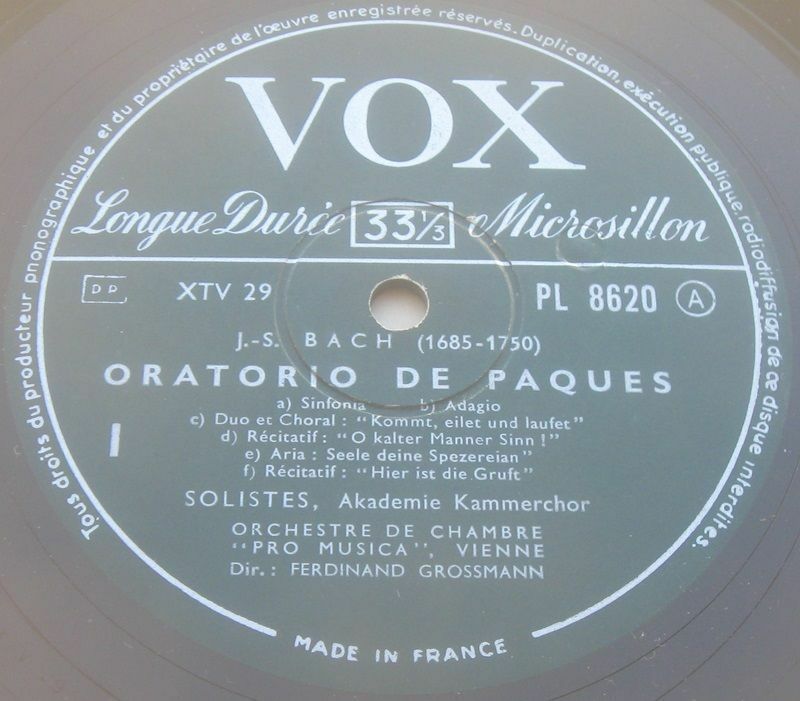 Tous droits du producteur pnonographique et du propriétaire de l'œuvre enregistrée réservés. Duplication, exécution publique, radiodiffusion de ce disque interdites.
VOX
Longue Durée 33 1/3 Microsillon
DP XTV 29 PL 8620 A
J.-S. BACH (1685-1750)
ORATORIO DE PAQUES
a) Sinfonia b) Adagio
c) Duo et Choral : "Kommt, eilet und laufet"
d) Récitatif : "O kalter Manner Sinn !"
e) Aria : Seele deine Spezereian"
f) Récitatif : "Hier ist die Gruft"
I
SOLISTES, Akademie Kammerchor
ORCHESTRE DE CHAMBRE
"PRO MUSICA", VIENNE
Dir. : FERDINAND GROSSMANN
MADE IN FRANCE